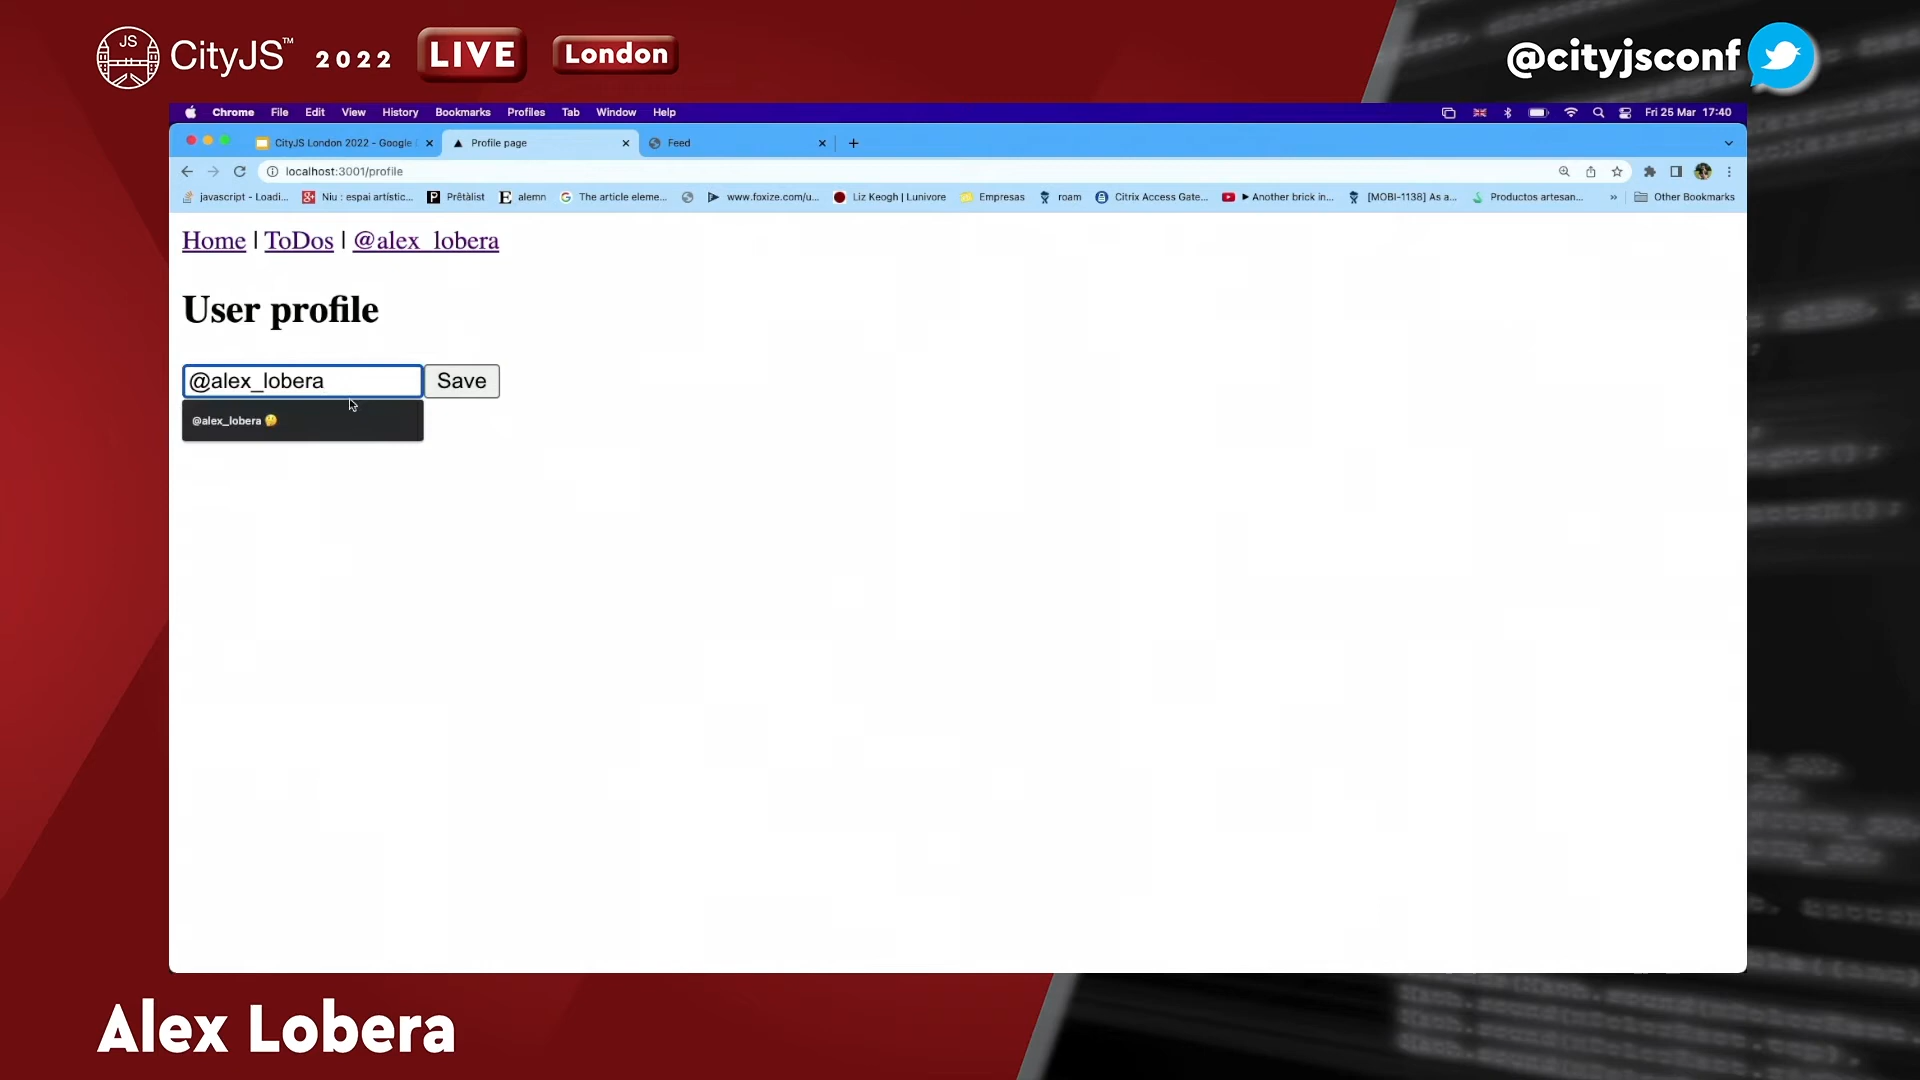 JS
CityJS™ 2022 LIVE London
@cityjsconf
Chrome File Edit View History Bookmarks Profiles Tab Window Help
Fri 25 Mar 17:40
CityJS London 2022 - Google
Profile page
Feed
localhost:3001/profile
javascript - Loadi...
Niu : espai artístic...
Prêtàlist
alemn
The article eleme...
www.foxize.com/u...
Liz Keogh | Lunivore
Empresas
roam
Citrix Access Gate...
Another brick in...
[MOBI-1138] As a...
Productos artesan...
»
Other Bookmarks
Home | ToDos | @alex_lobera
User profile
@alex_lobera
Save
@alex_lobera 🤔
Alex Lobera